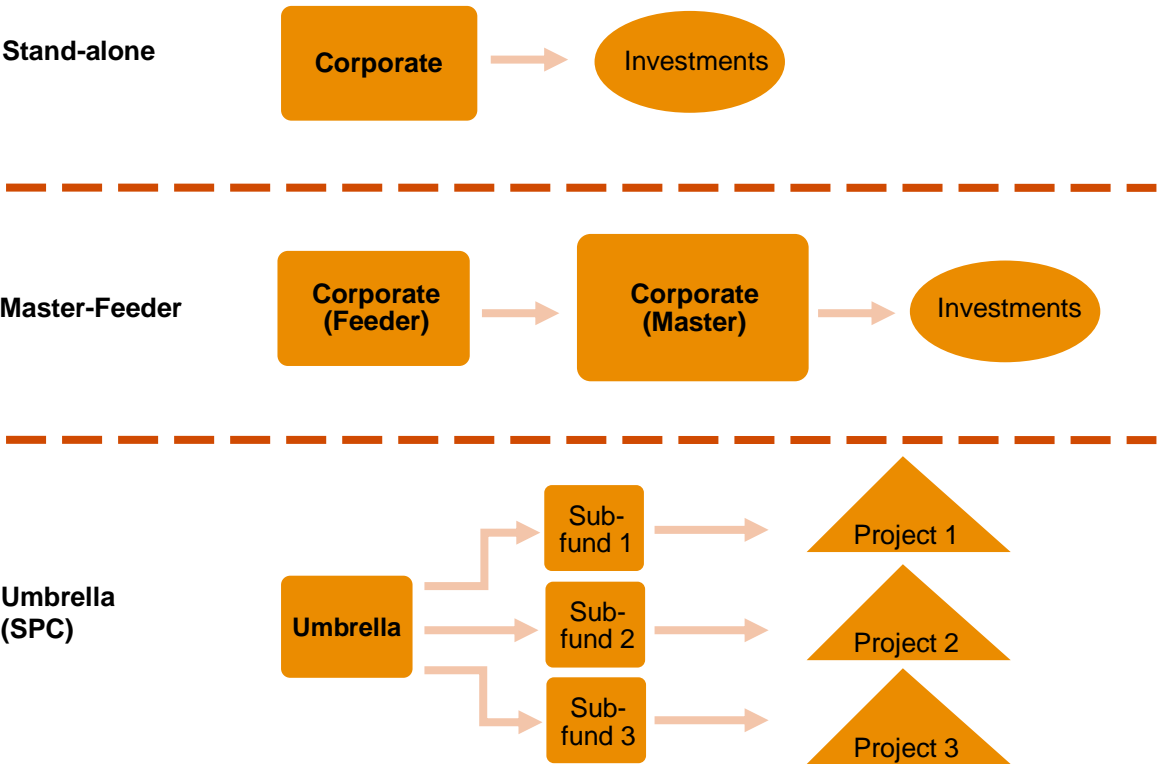 Stand-alone
Corporate
Investments
Master-Feeder
Corporate
(Feeder)
Corporate
(Master)
Investments
Umbrella
(SPC)
Umbrella
Sub-
fund 1
Project 1
Sub-
fund 2
Project 2
Sub-
fund 3
Project 3